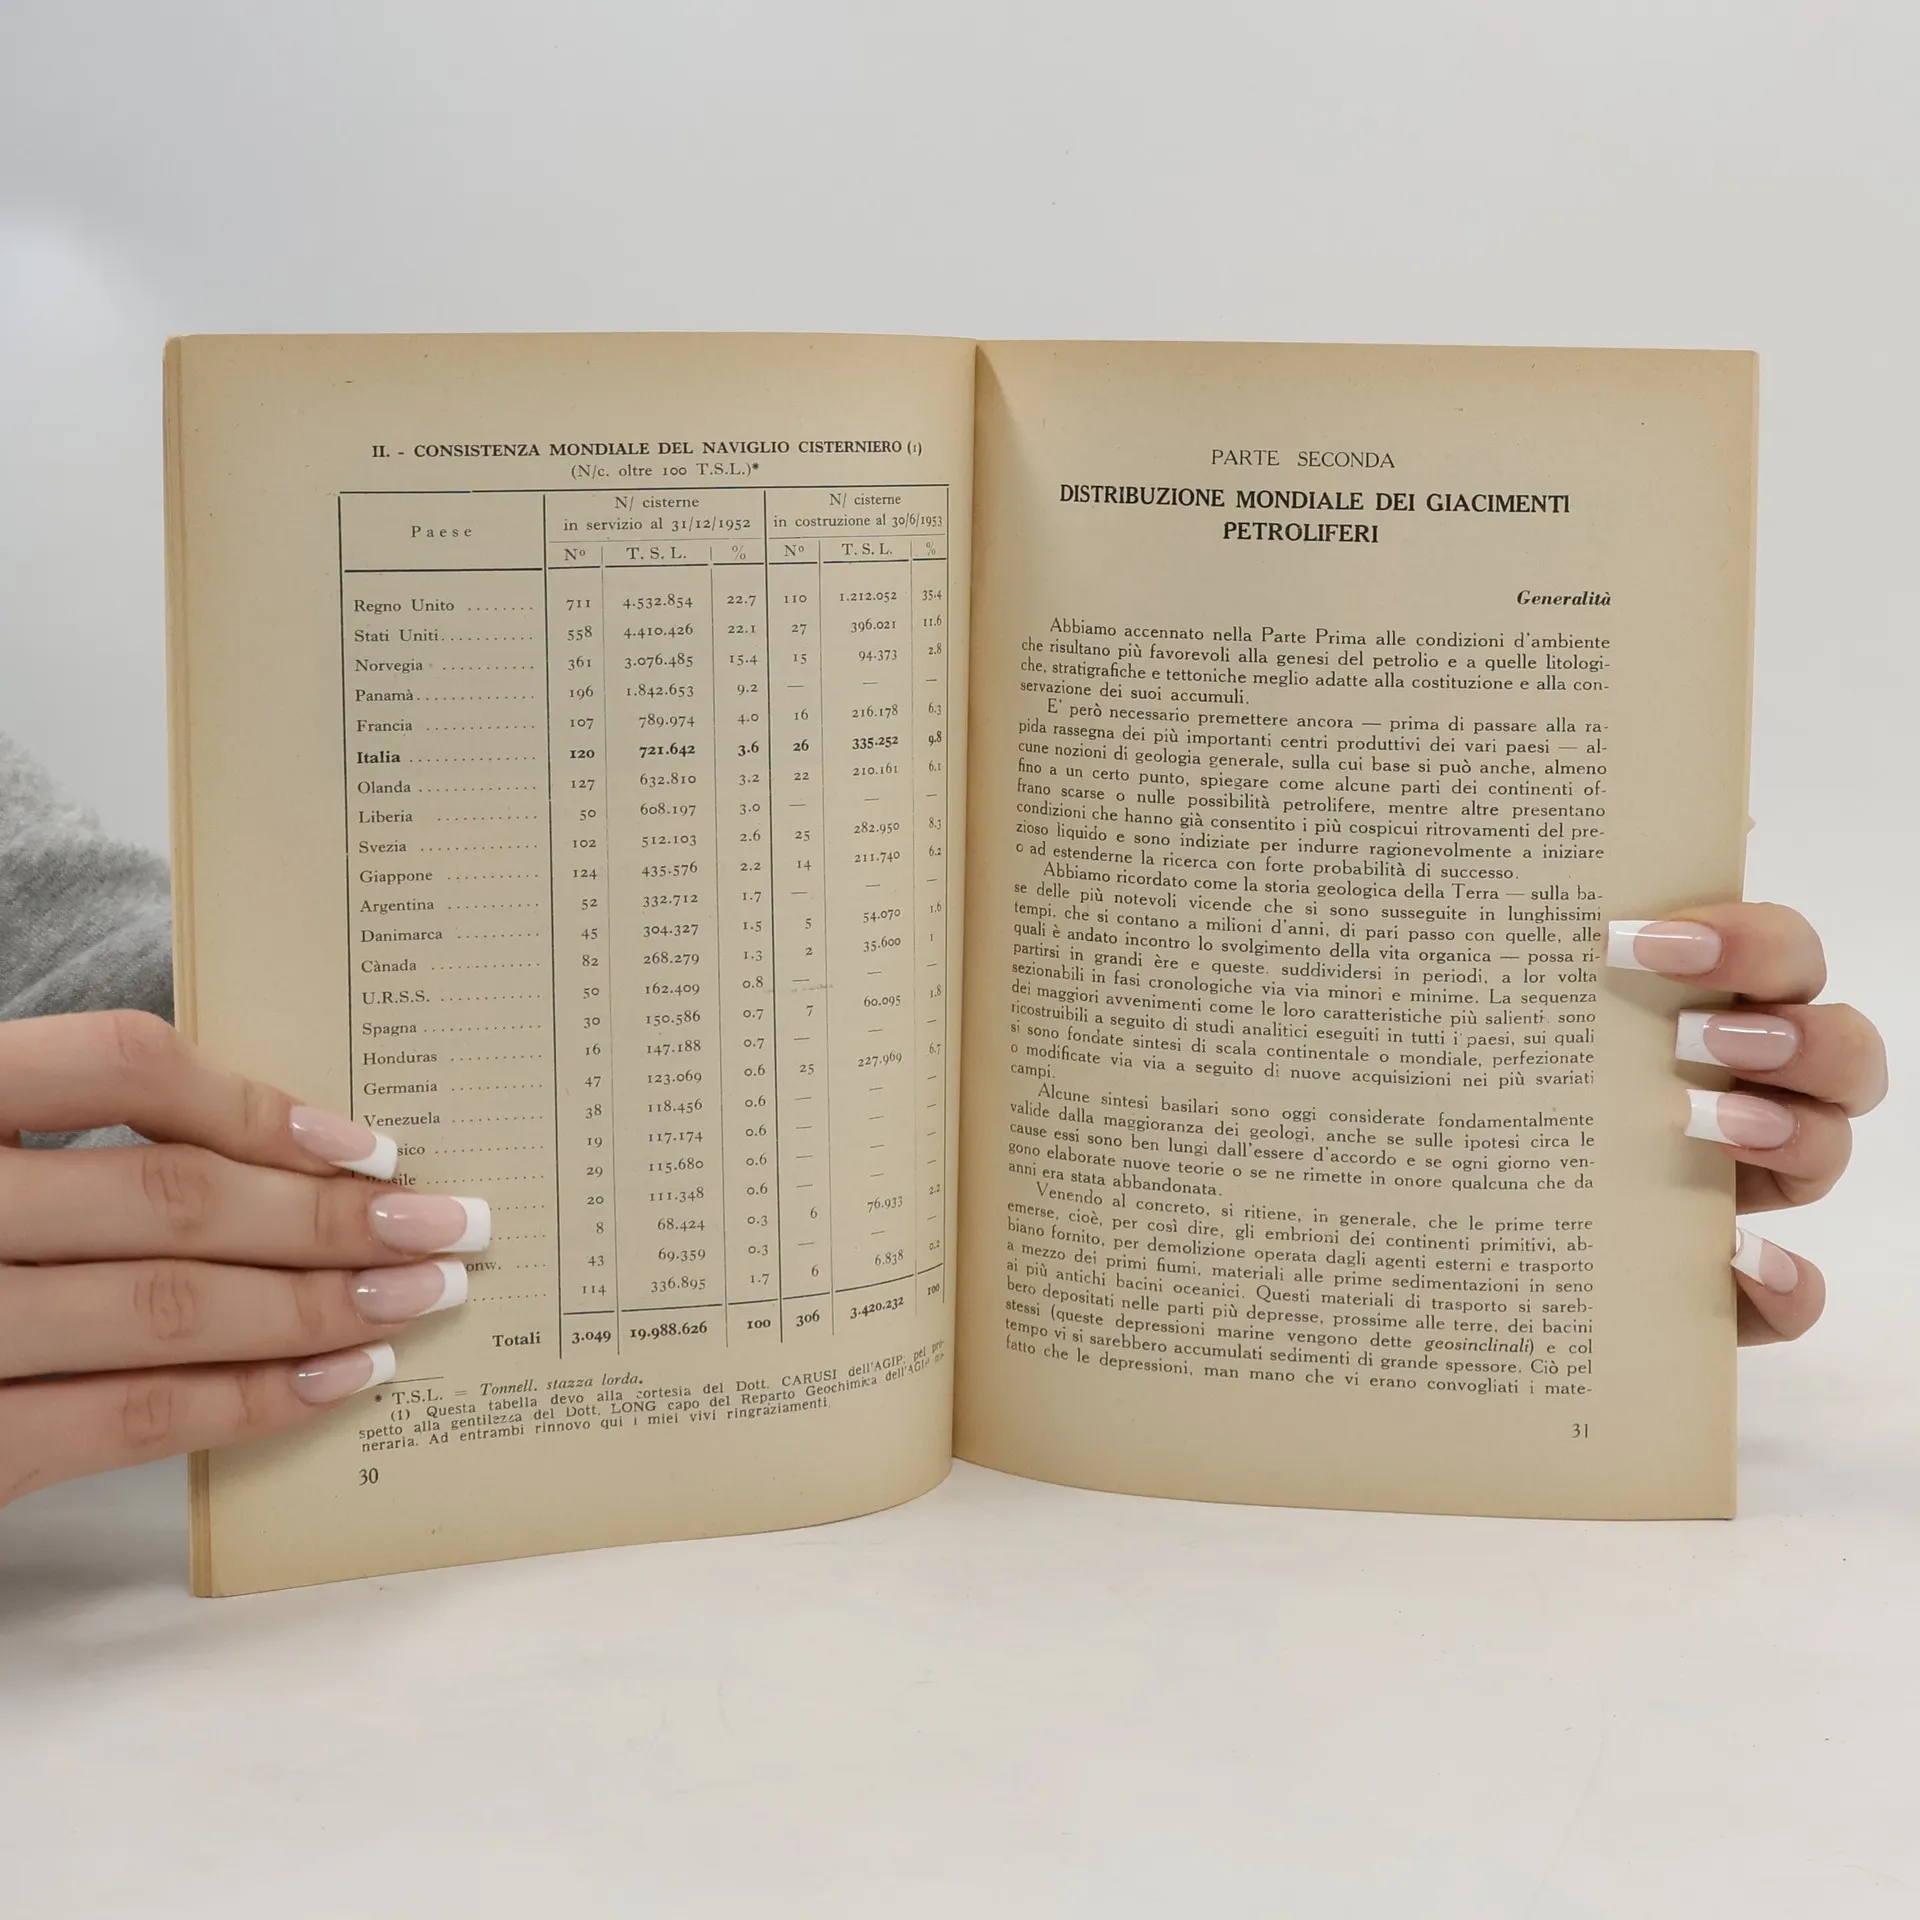 II. - CONSISTENZA MONDIALE DEL NAVIGLIO CISTERNIERO (1)
(N/c. oltre 100 T.S.L.)*
Paese
N/ cisterne
in servizio al 31/12/1952
N/ cisterne
in costruzione al 30/6/1953
Nº T. S. L. % Nº T. S. L. %
Regno Unito ........ 711 4.532.854 22.7 110 1.212.052 35.4
Stati Uniti........... 558 4.410.426 22.1 27 396.021 11.6
Norvegia ........... 361 3.076.485 15.4 15 94.373 2.8
Panamà............. 196 1.842.653 9.2 — — —
Francia ............ 107 789.974 4.0 16 216.178 6.3
Italia .............. 120 721.642 3.6 26 335.252 9.8
Olanda ............. 127 632.810 3.2 22 210.161 6.1
Liberia ........... 50 608.197 3.0 — — —
Svezia ............. 102 512.103 2.6 25 282.950 8.3
Giappone .......... 124 435.576 2.2 14 211.740 6.2
Argentina .......... 52 332.712 1.7 — — —
Danimarca ......... 45 304.327 1.5 5 54.070 1.6
Cànada ............ 82 268.279 1.3 2 35.600 1
U.R.S.S. ........... 50 162.409 0.8 — — —
Spagna ............. 30 150.586 0.7 7 60.095 1.8
Honduras .......... 16 147.188 0.7 — — —
Germania .......... 47 123.069 0.6 25 227.969 6.7
Venezuela .......... 38 118.456 0.6 — — —
sico ............ 19 117.174 0.6 — — —
sile ............ 29 115.680 0.6 — — —
...... 20 111.348 0.6 — — —
...... 8 68.424 0.3 6 76.933 2.2
onw. .... 43 69.359 0.3 — — —
........ 114 336.895 1.7 6 6.838 0.2
Totali 3.049 19.988.626 100 306 3.420.232 100
* T.S.L. = Tonnell. stazza lorda.
(1) Questa tabella devo alla cortesia del Dott. CARUSI dell'AGIP; pel pro-
spetto alla gentilezza del Dott. LONG capo del Reparto Geochimica dell'AGIP mi-
neraria. Ad entrambi rinnovo qui i miei vivi ringraziamenti.
30
PARTE SECONDA
DISTRIBUZIONE MONDIALE DEI GIACIMENTI
PETROLIFERI
Generalità
Abbiamo accennato nella Parte Prima alle condizioni d'ambiente
che risultano più favorevoli alla genesi del petrolio e a quelle litologi-
che, stratigrafiche e tettoniche meglio adatte alla costituzione e alla con-
servazione dei suoi accumuli.
E' però necessario premettere ancora — prima di passare alla ra-
pida rassegna dei più importanti centri produttivi dei vari paesi — al-
cune nozioni di geologia generale, sulla cui base si può anche, almeno
fino a un certo punto, spiegare come alcune parti dei continenti of-
frano scarse o nulle possibilità petrolifere, mentre altre presentano
condizioni che hanno già consentito i più cospicui ritrovamenti del pre-
zioso liquido e sono indiziate per indurre ragionevolmente a iniziare
o ad estenderne la ricerca con forte probabilità di successo.
Abbiamo ricordato come la storia geologica della Terra — sulla ba-
se delle più notevoli vicende che si sono susseguite in lunghissimi
tempi, che si contano a milioni d'anni, di pari passo con quelle, alle
quali è andato incontro lo svolgimento della vita organica — possa ri-
partirsi in grandi ère e queste, suddividersi in periodi, a lor volta
sezionabili in fasi cronologiche via via minori e minime. La sequenza
dei maggiori avvenimenti come le loro caratteristiche più salienti sono
ricostruibili a seguito di studi analitici eseguiti in tutti i paesi, sui quali
si sono fondate sintesi di scala continentale o mondiale, perfezionate
o modificate via via a seguito di nuove acquisizioni nei più svariati
campi.
Alcune sintesi basilari sono oggi considerate fondamentalmente
valide dalla maggioranza dei geologi, anche se sulle ipotesi circa le
cause essi sono ben lungi dall'essere d'accordo e se ogni giorno ven-
gono elaborate nuove teorie o se ne rimette in onore qualcuna che da
anni era stata abbandonata.
Venendo al concreto, si ritiene, in generale, che le prime terre
emerse, cioè, per così dire, gli embrioni dei continenti primitivi, ab-
biano fornito, per demolizione operata dagli agenti esterni e trasporto
a mezzo dei primi fiumi, materiali alle prime sedimentazioni in seno
ai più antichi bacini oceanici. Questi materiali di trasporto si sareb-
bero depositati nelle parti più depresse, prossime alle terre, dei bacini
stessi (queste depressioni marine vengono dette geosinclinali) e col
tempo vi si sarebbero accumulati sedimenti di grande spessore. Ciò pel
fatto che le depressioni, man mano che vi erano convogliati i mate-
31